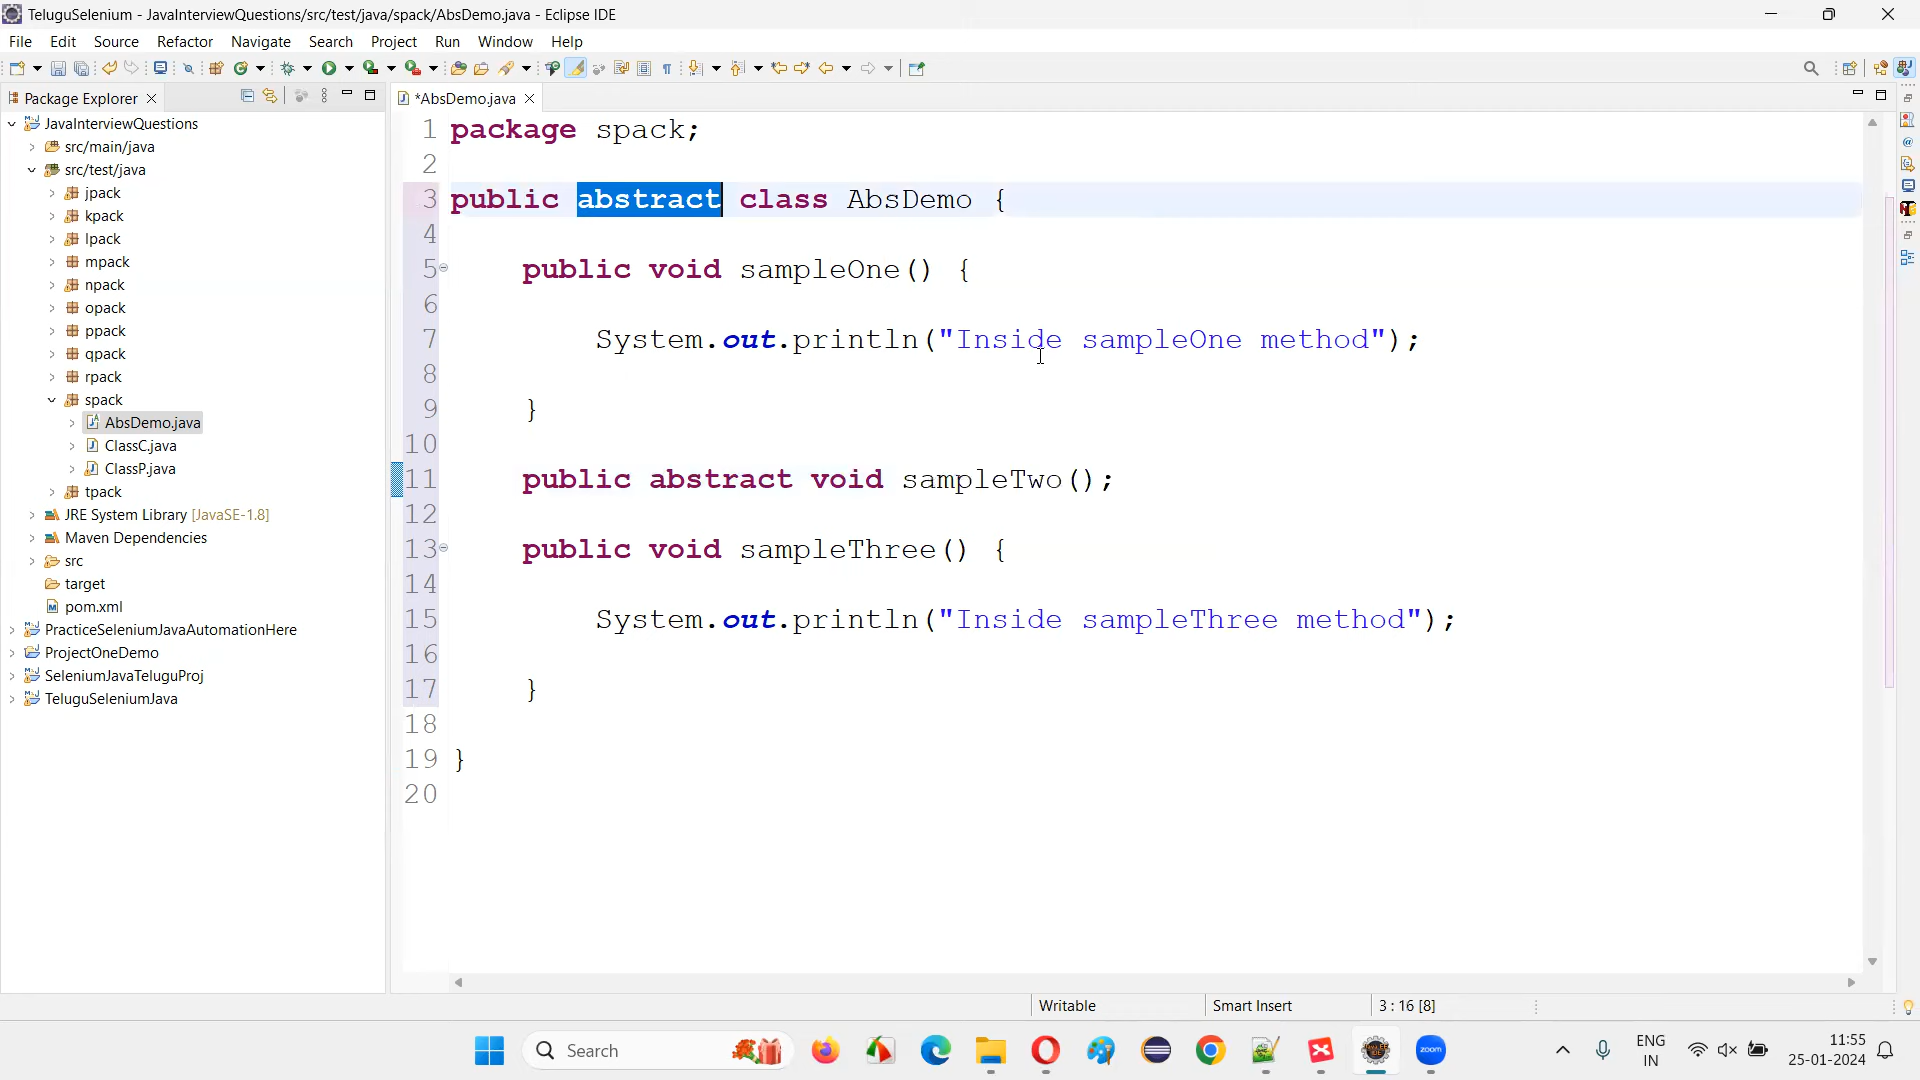 TeluguSelenium - JavaInterviewQuestions/src/test/java/spack/AbsDemo.java - Eclipse IDE
File Edit Source Refactor Navigate Search Project Run Window Help
Package Explorer
*AbsDemo.java
JavaInterviewQuestions
src/main/java
src/test/java
jpack
kpack
lpack
mpack
npack
opack
ppack
qpack
rpack
spack
AbsDemo.java
ClassC.java
ClassP.java
tpack
JRE System Library [JavaSE-1.8]
Maven Dependencies
src
target
pom.xml
PracticeSeleniumJavaAutomationHere
ProjectOneDemo
SeleniumJavaTeluguProj
TeluguSeleniumJava
1 package spack;
2
3 public abstract class AbsDemo {
4
5 public void sampleOne() {
6
7 System.out.println("Inside sampleOne method");
8
9 }
10
11 public abstract void sampleTwo();
12
13 public void sampleThree() {
14
15 System.out.println("Inside sampleThree method");
16
17 }
18
19 }
20
Writable Smart Insert 3 : 16 [8]
Search
zoom
ENG
IN
11:55
25-01-2024